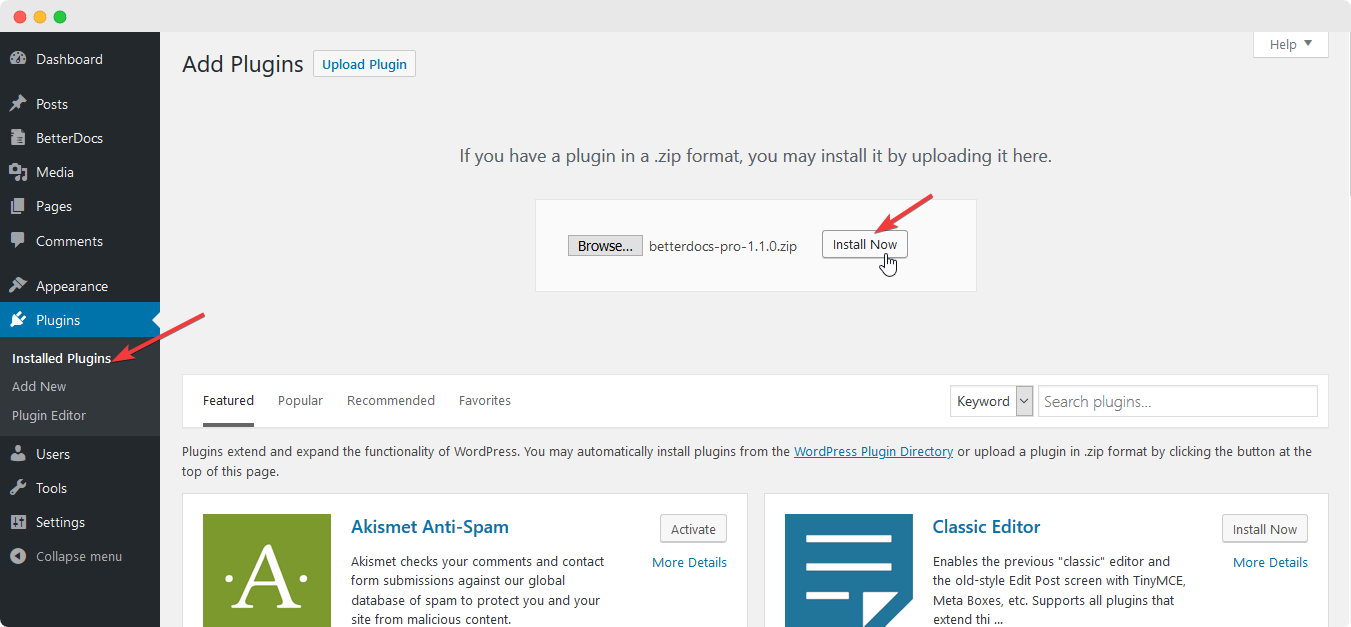 Help
Dashboard
Posts
BetterDocs
Media
Pages
Comments
Appearance
Plugins
Installed Plugins
Add New
Plugin Editor
Users
Tools
Settings
Collapse menu
Add Plugins
Upload Plugin
If you have a plugin in a .zip format, you may install it by uploading it here.
Browse... betterdocs-pro-1.1.0.zip Install Now
Featured Popular Recommended Favorites Keyword Search plugins...
Plugins extend and expand the functionality of WordPress. You may automatically install plugins from the WordPress Plugin Directory or upload a plugin in .zip format by clicking the button at the
top of this page.
A
Akismet Anti-Spam
Activate
More Details
Akismet checks your comments and contact
form submissions against our global
database of spam to protect you and your
site from malicious content.
Classic Editor
Install Now
More Details
Enables the previous "classic" editor and
the old-style Edit Post screen with TinyMCE,
Meta Boxes, etc. Supports all plugins that
extend thi ...